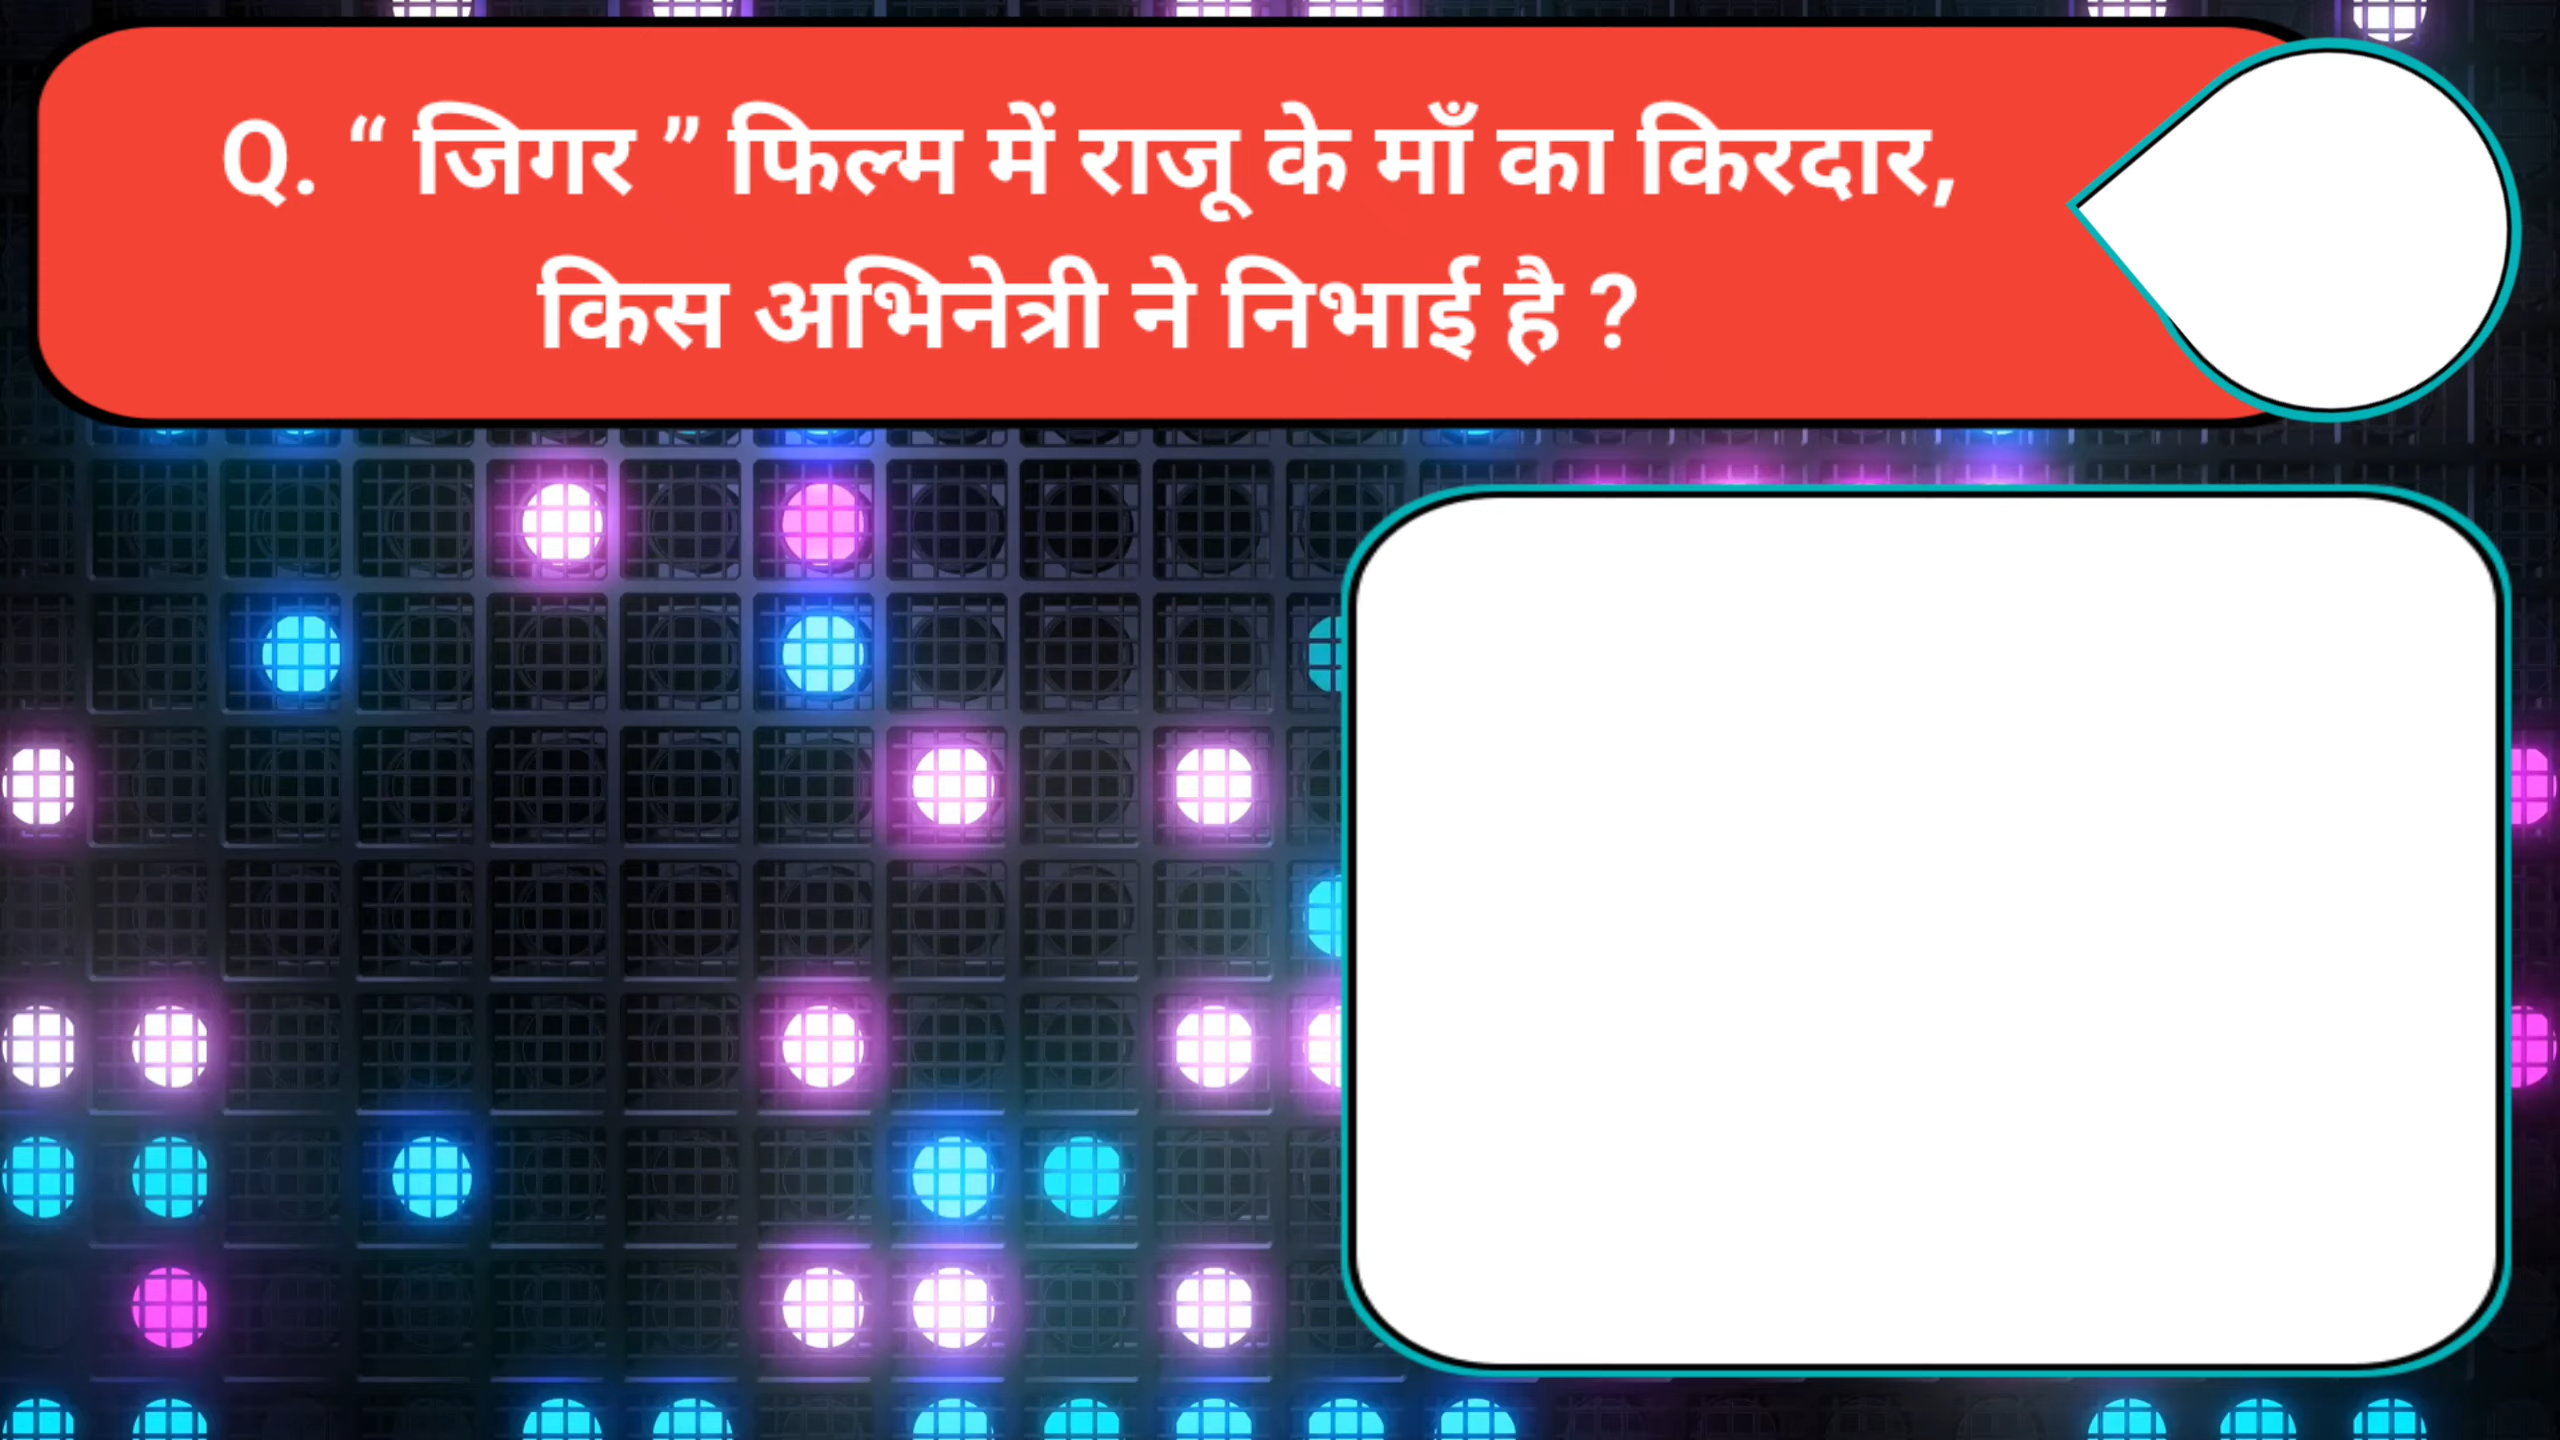 Q. “ जिगर ” फिल्म में राजू के माँ का किरदार,
किस अभिनेत्री ने निभाई है ?